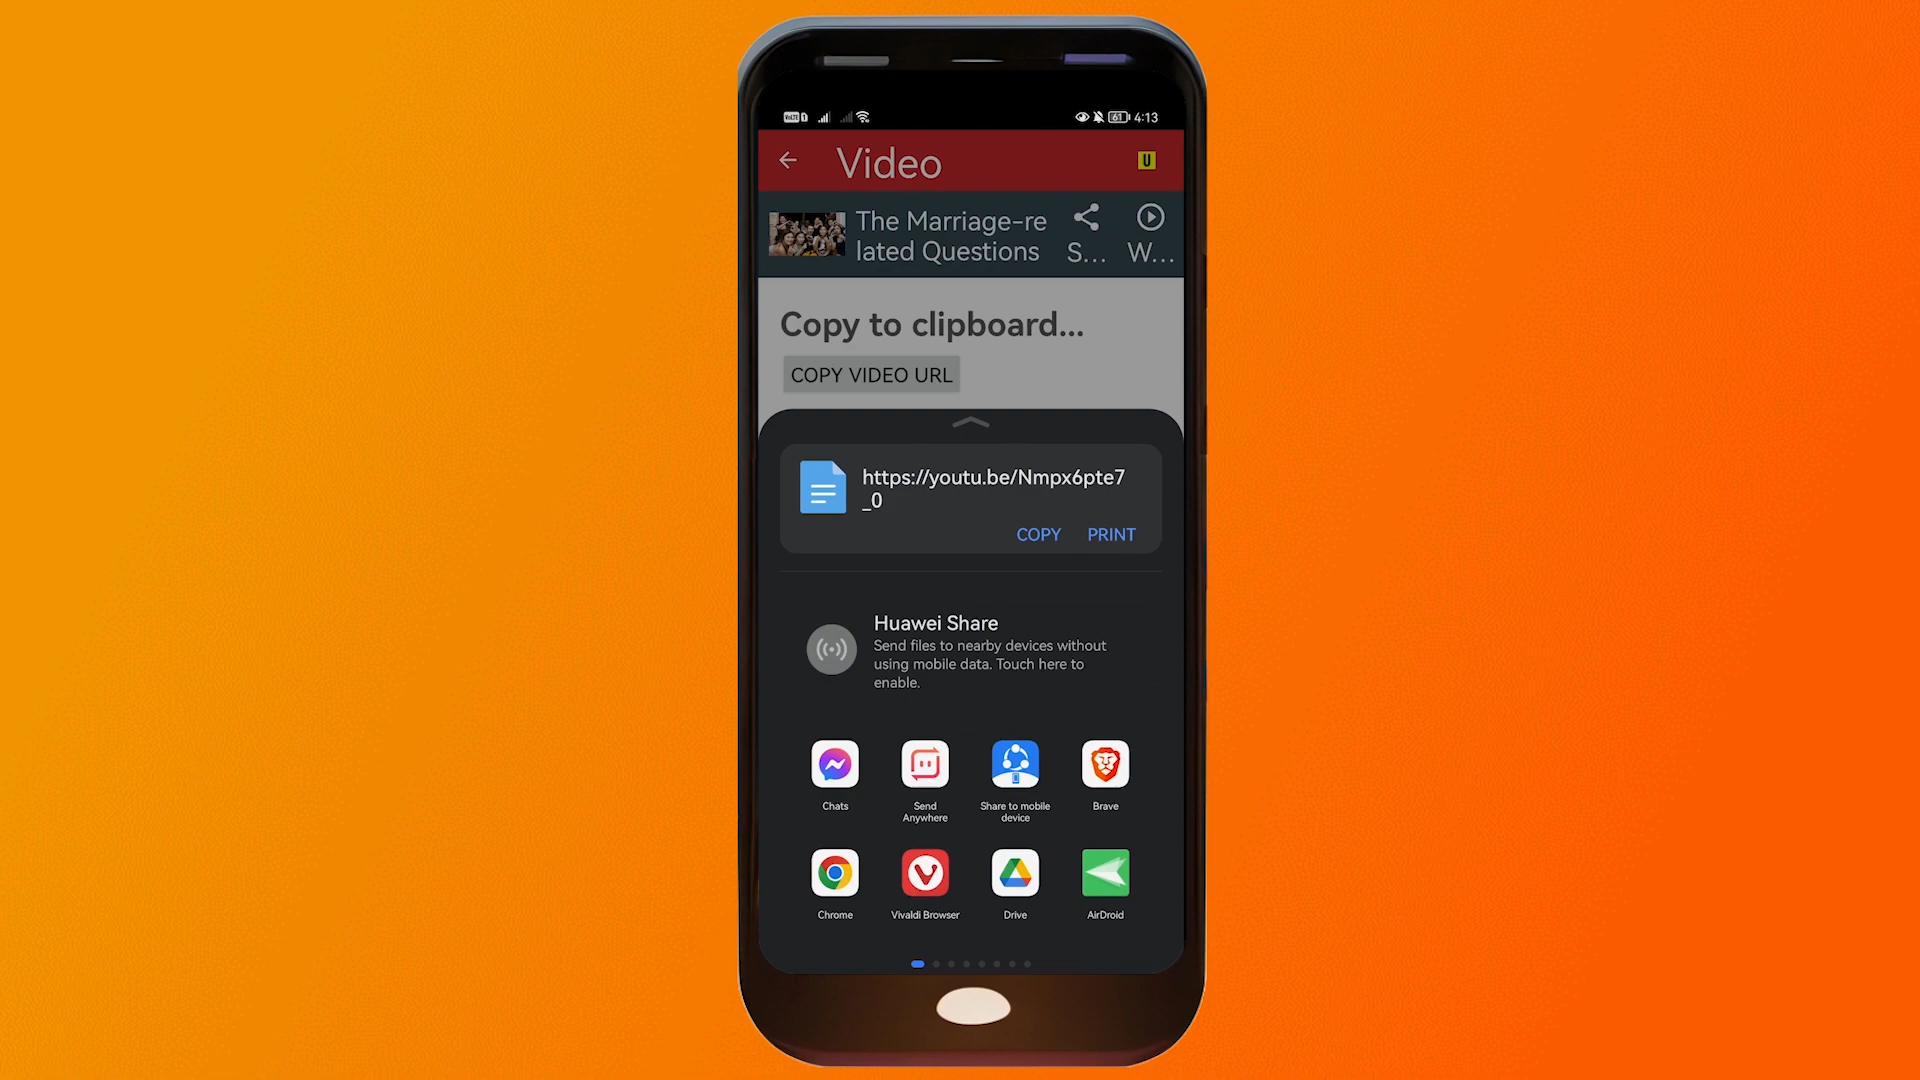 VoLTE 61 4:13
Video U
The Marriage-re
lated Questions
S... W...
Copy to clipboard...
COPY VIDEO URL
https://youtu.be/Nmpx6pte7
_0
COPY PRINT
Huawei Share
Send files to nearby devices without
using mobile data. Touch here to
enable.
Chats
Send
Anywhere
Share to mobile
device
Brave
Chrome
Vivaldi Browser
Drive
AirDroid